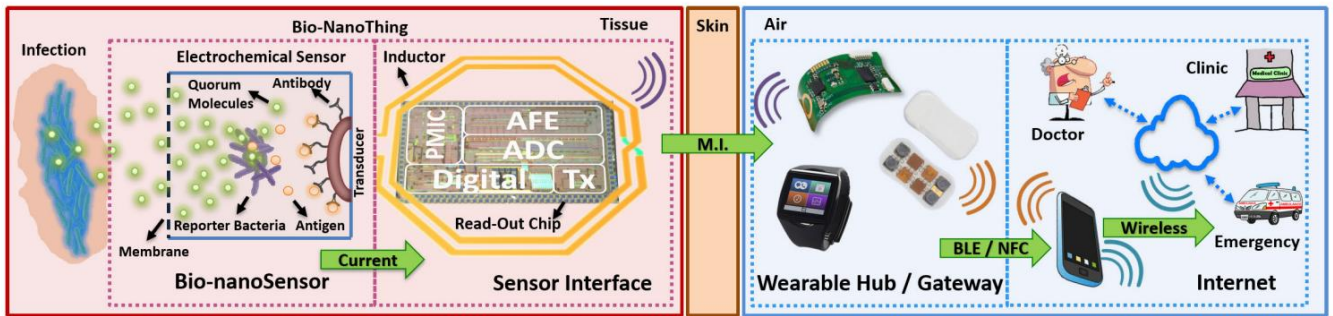 Bio-NanoThing
Tissue
Infection
Electrochemical Sensor
Quorum
Molecules
Antibody
Transducer
Reporter Bacteria
Antigen
Membrane
Bio-nanoSensor
Current
Inductor
PMIC
AFE
ADC
Digital
Tx
Read-Out Chip
Sensor Interface
Skin
M.I.
Air
Wearable Hub / Gateway
BLE / NFC
Doctor
Clinic
Medical Clinic
Wireless
Emergency
Internet